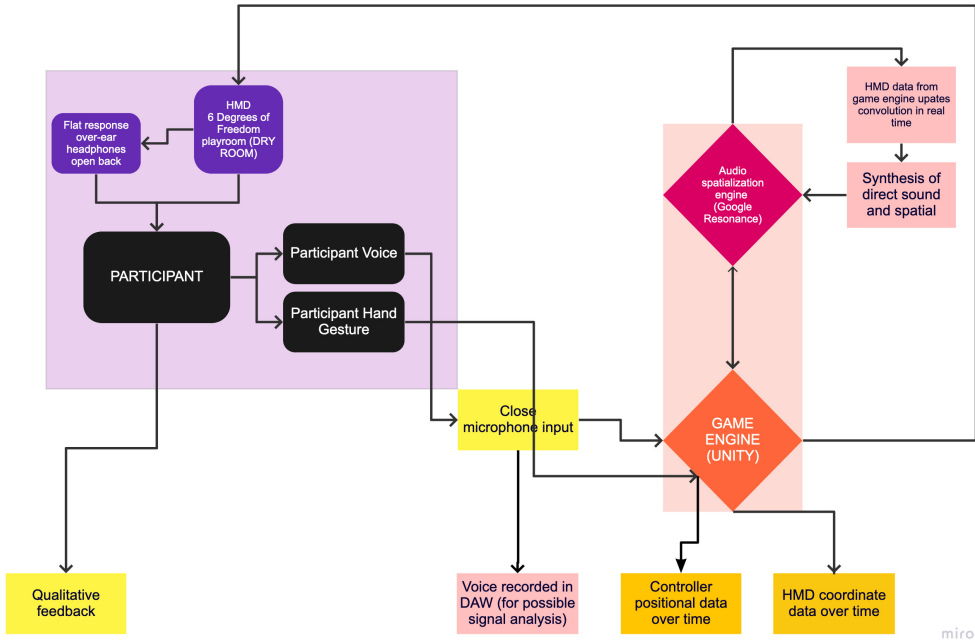 HMD
6 Degrees of
Freedom
playroom (DRY
ROOM)
Flat response
over-ear
headphones
open back
PARTICIPANT
Participant Voice
Participant Hand
Gesture
Close
microphone input
HMD data from
game engine upates
convolution in real
time
Audio
spatialization
engine
(Google
Resonance)
Synthesis of
direct sound
and spatial
GAME
ENGINE
(UNITY)
Qualitative
feedback
Voice recorded in
DAW (for possible
signal analysis)
Controller
positional data
over time
HMD coordinate
data over time
miro